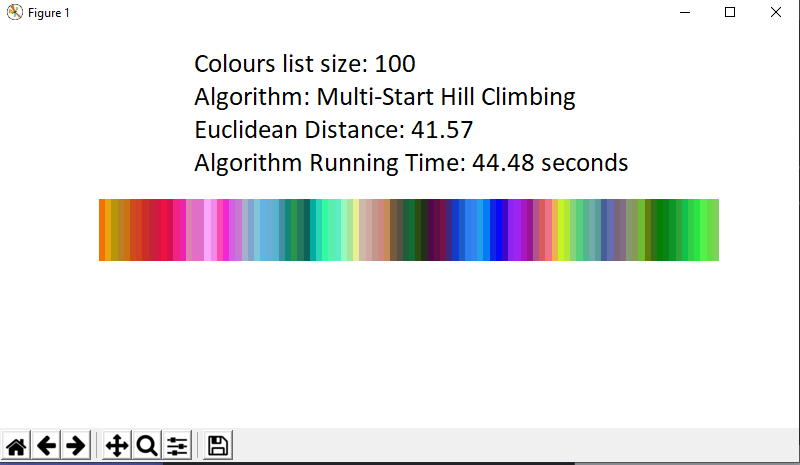 Figure 1
Colours list size: 100
Algorithm: Multi-Start Hill Climbing
Euclidean Distance: 41.57
Algorithm Running Time: 44.48 seconds